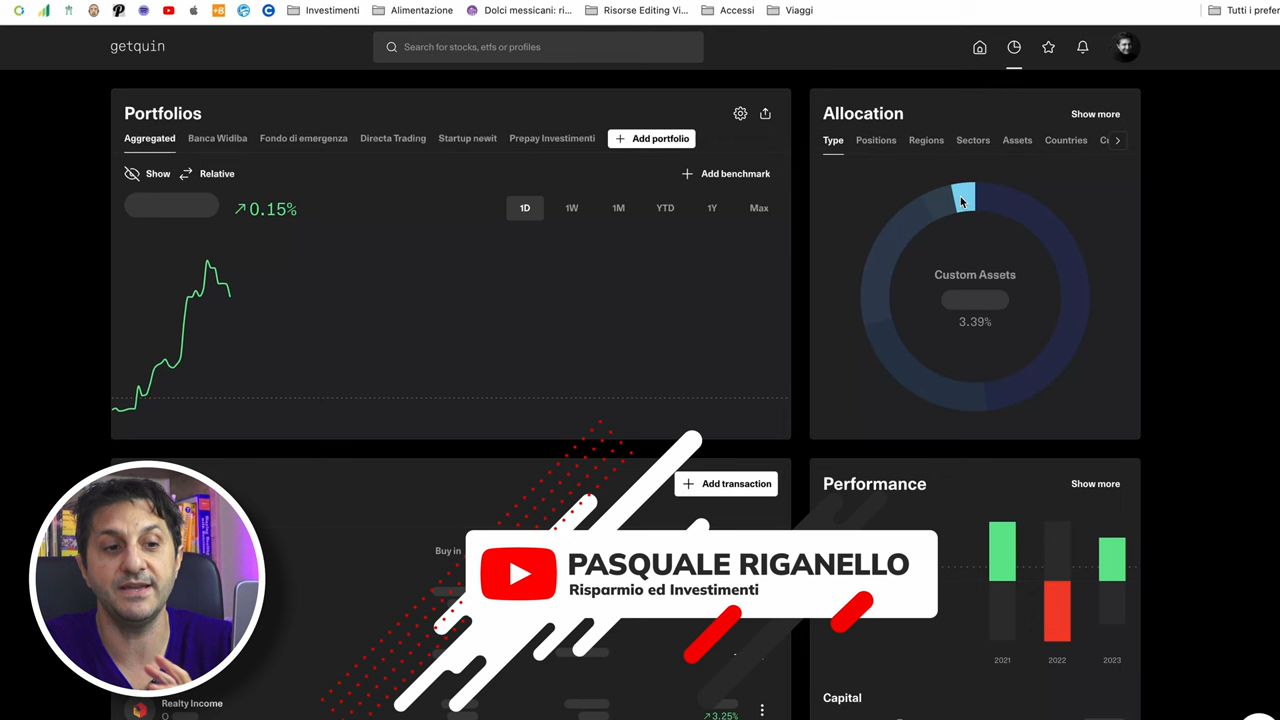 Investimenti
Alimentazione
Dolci messicani: ri...
Risorse Editing Vi...
Accessi
Viaggi
Tutti i prefer
getquin
Search for stocks, etfs or profiles
Portfolios
Aggregated Banca Widiba Fondo di emergenza Directa Trading Startup newit Prepay Investimenti + Add portfolio
Show Relative
+ Add benchmark
0.15%
1D 1W 1M YTD 1Y Max
Allocation
Show more
Type Positions Regions Sectors Assets Countries Cu
Custom Assets
3.39%
+ Add transaction
Buy in
PASQUALE RIGANELLO
Risparmio ed Investimenti
Realty Income
3.25%
Performance
Show more
2021 2022 2023
Capital